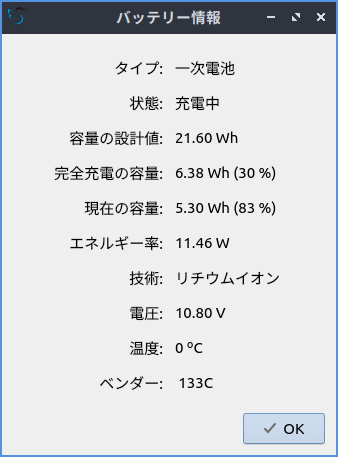 バッテリー情報
タイプ: 一次電池
状態: 充電中
容量の設計値: 21.60 Wh
完全充電の容量: 6.38 Wh (30 %)
現在の容量: 5.30 Wh (83 %)
エネルギー率: 11.46 W
技術: リチウムイオン
電圧: 10.80 V
温度: 0 ºC
ベンダー: 133C
OK